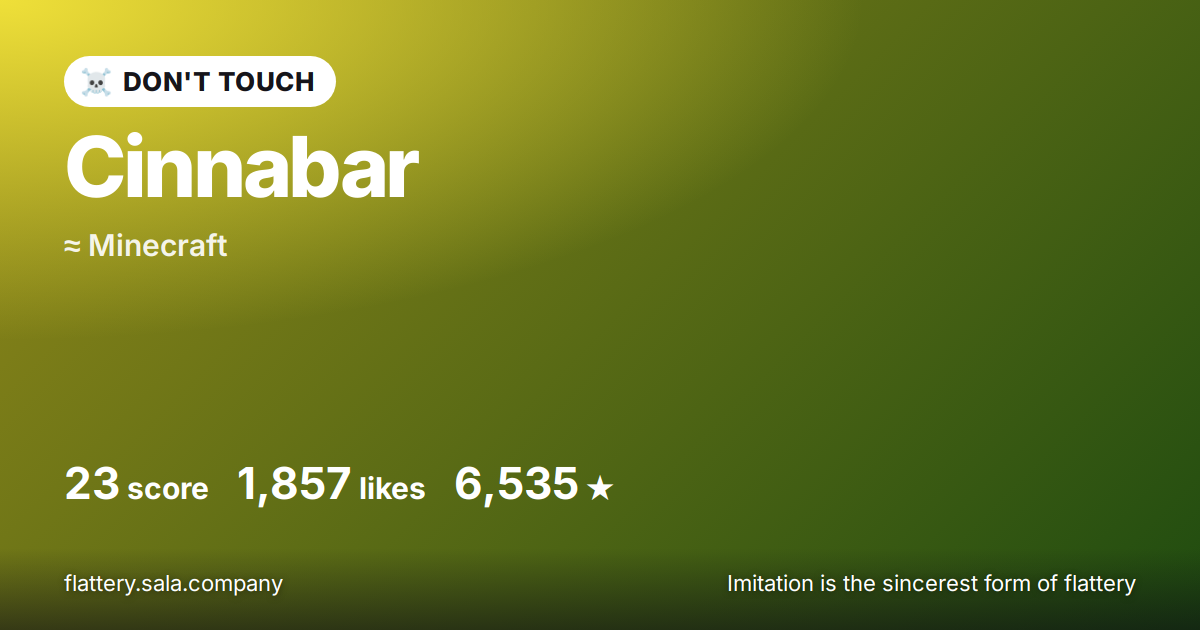 ☠️ DON'T TOUCH
Cinnabar
≈ Minecraft
23 score 1,857 likes 6,535 ★
flattery.sala.company
Imitation is the sincerest form of flattery